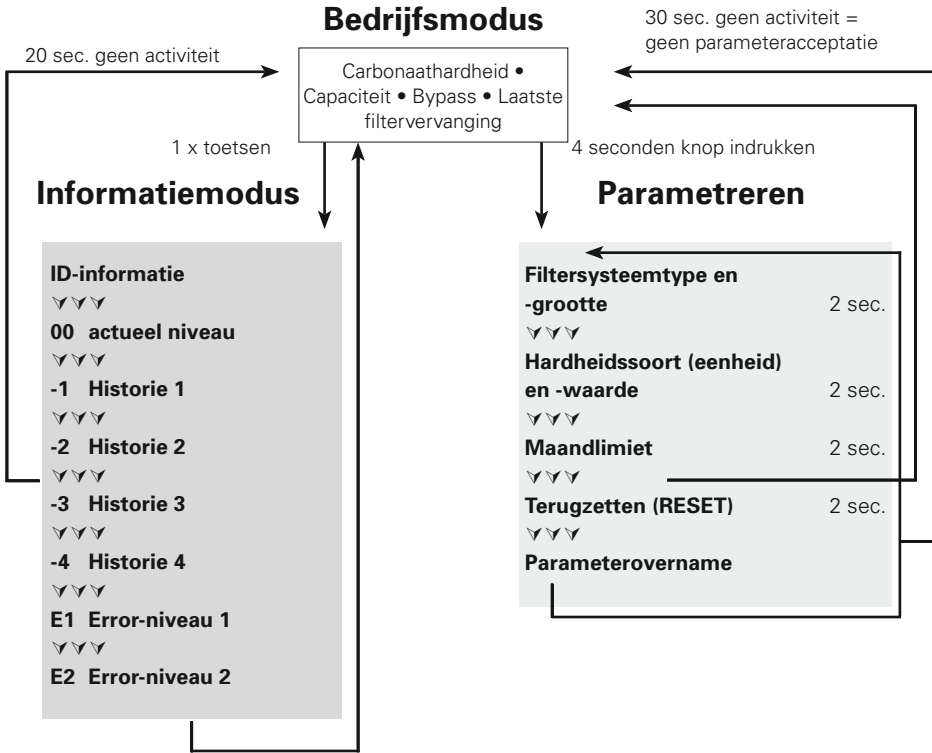 Bedrijfsmodus
20 sec. geen activiteit
30 sec. geen activiteit =
geen parameteracceptatie
Carbonaathardheid •
Capaciteit • Bypass • Laatste
filtervervanging
1 x toetsen
4 seconden knop indrukken
Informatiemodus
ID-informatie
00 actueel niveau
-1 Historie 1
-2 Historie 2
-3 Historie 3
-4 Historie 4
E1 Error-niveau 1
E2 Error-niveau 2
Parametreren
Filtersysteemtype en
-grootte 2 sec.
Hardheidssoort (eenheid)
en -waarde 2 sec.
Maandlimiet 2 sec.
Terugzetten (RESET) 2 sec.
Parameterovername